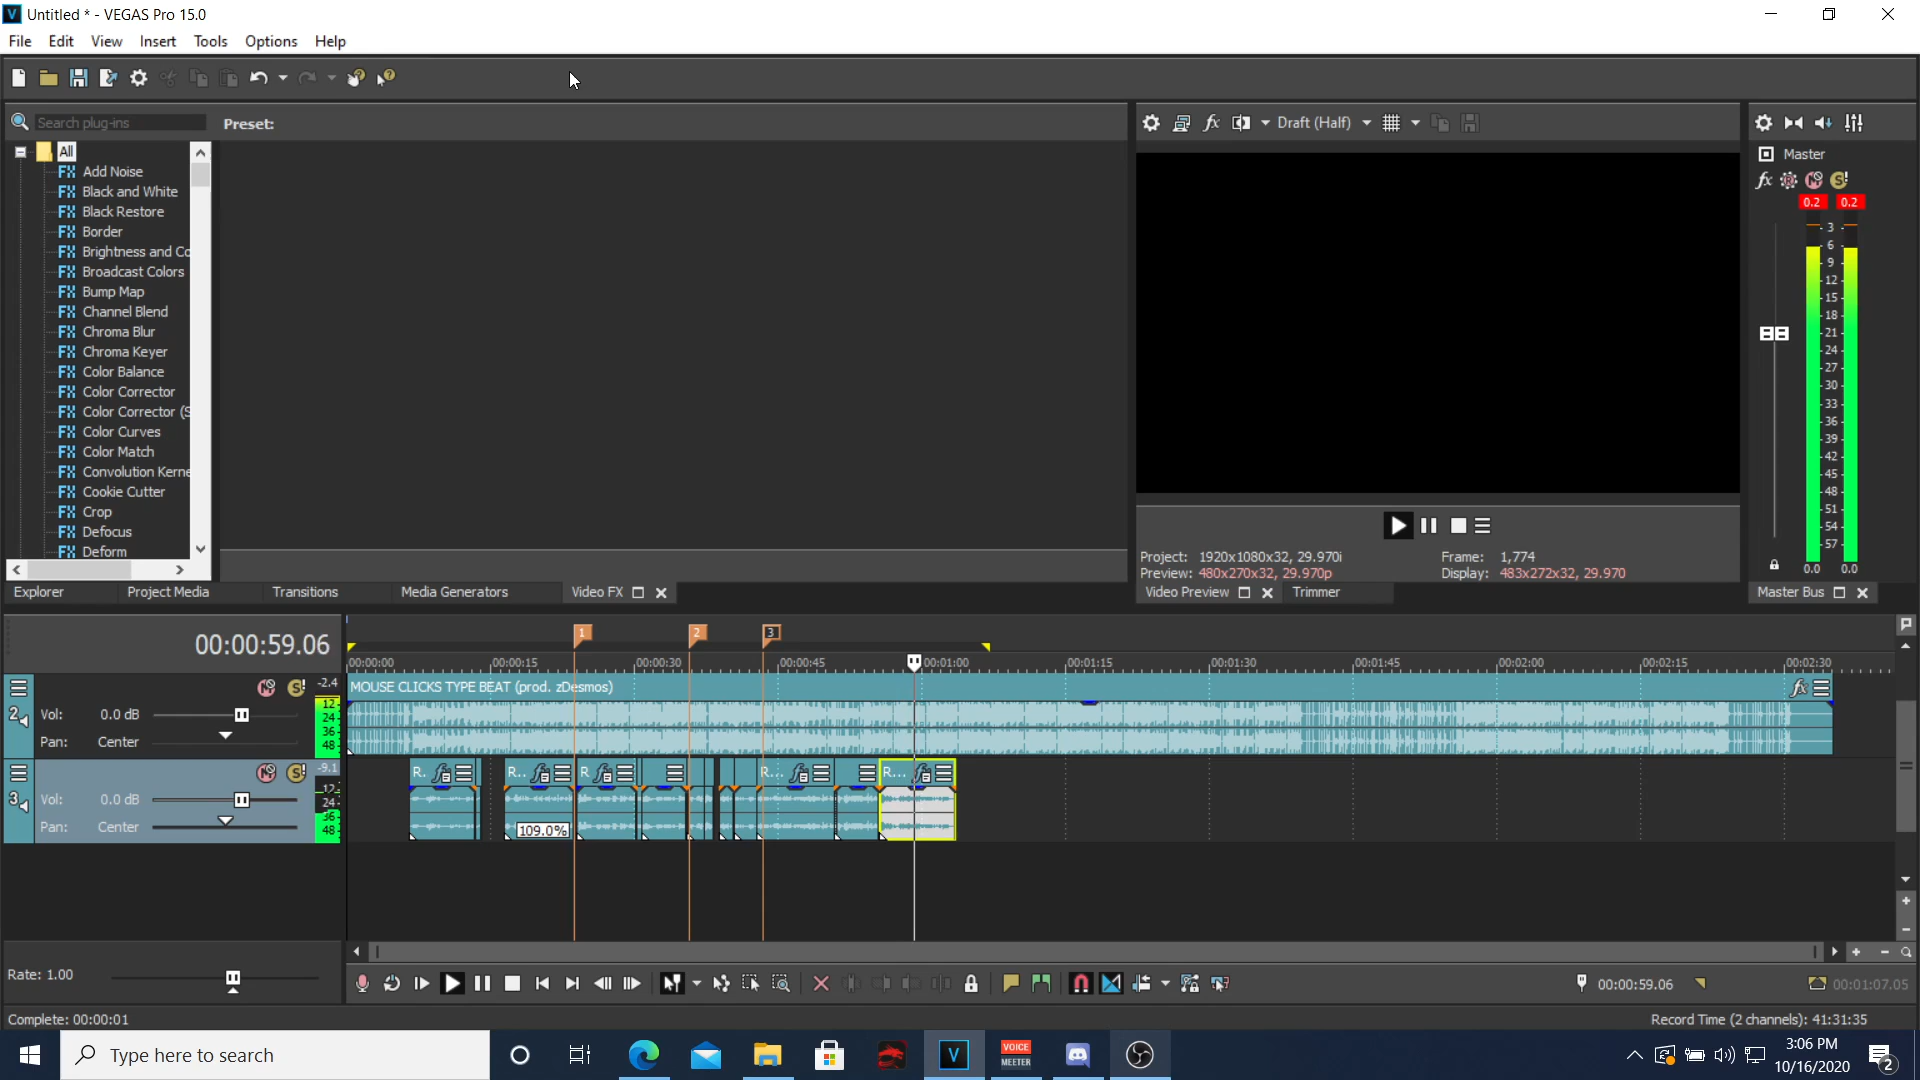 Untitled * - VEGAS Pro 15.0
File Edit View Insert Tools Options Help
Search plug-ins
Preset:
Draft (Half)
All
Add Noise
Black and White
Black Restore
Border
Brightness and Co
Broadcast Colors
Bump Map
Channel Blend
Chroma Blur
Chroma Keyer
Color Balance
Color Corrector
Color Corrector (S
Color Curves
Color Match
Convolution Kerne
Cookie Cutter
Crop
Defocus
Deform
Master
0.2 0.2
3
6
9
12
15
18
21
24
27
30
33
36
39
42
45
48
51
54
57
0.0 0.0
Project: 1920x1080x32, 29.970i
Frame: 1,774
Preview: 480x270x32, 29.970p
Display: 483x272x32, 29.970
Explorer Project Media Transitions Media Generators Video FX
Video Preview Trimmer
Master Bus
00:00:59.06
1 2 3
00:00:00 00:00:15 00:00:30 00:00:45 00:01:00 00:01:15 00:01:30 00:01:45 00:02:00 00:02:15 00:02:30
2
Vol: 0.0 dB
Pan: Center
-2.4
12
24
36
48
MOUSE CLICKS TYPE BEAT (prod. zDesmos)
3
Vol: 0.0 dB
Pan: Center
-9.1
12
24
36
48
R. R.. R R... R...
109.0%
Rate: 1.00
00:00:59.06
00:01:07.05
Complete: 00:00:01
Record Time (2 channels): 41:31:35
Type here to search
VOICE
MEETER
V
3:06 PM
10/16/2020
2